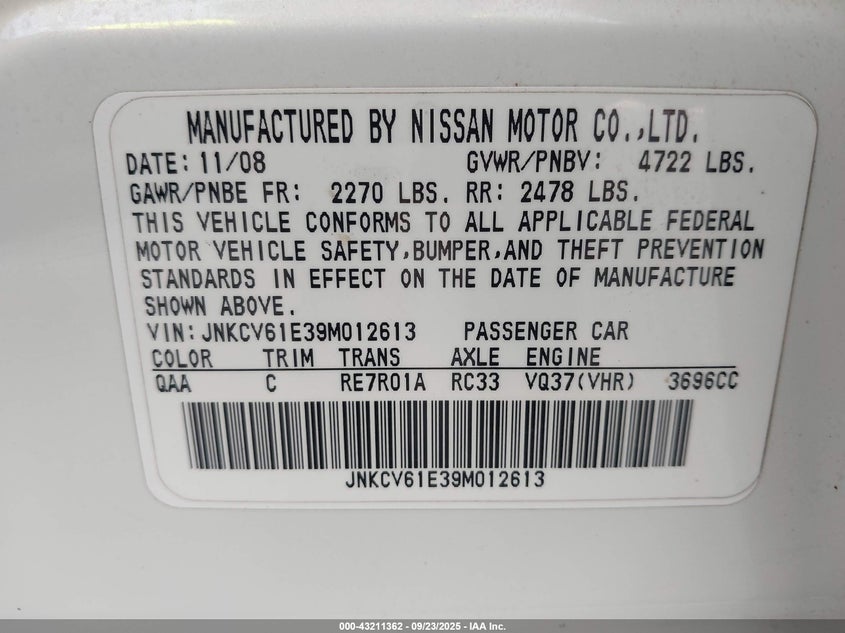 MANUFACTURED BY NISSAN MOTOR CO.,LTD.
DATE: 11/08 GVWR/PNBV: 4722 LBS.
GAWR/PNBE FR: 2270 LBS. RR: 2478 LBS.
THIS VEHICLE CONFORMS TO ALL APPLICABLE FEDERAL
MOTOR VEHICLE SAFETY,BUMPER,AND THEFT PREVENTION
STANDARDS IN EFFECT ON THE DATE OF MANUFACTURE
SHOWN ABOVE.
VIN: JNKCV61E39M012613 PASSENGER CAR
COLOR TRIM TRANS AXLE ENGINE
QAA C RE7R01A RC33 VQ37(VHR) 3696CC
JNKCV61E39M012613
000-43211362 - 09/23/2025 - IAA Inc.